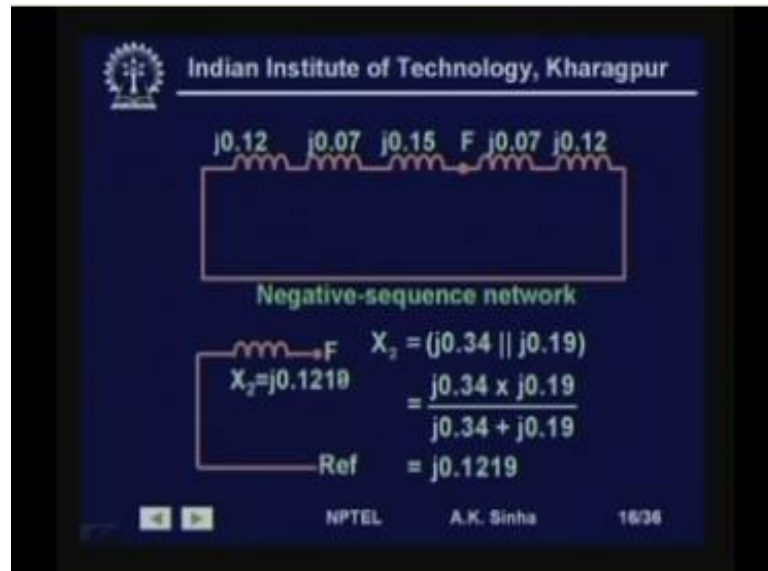 Indian Institute of Technology, Kharagpur
j0.12 j0.07 j0.15 F j0.07 j0.12
Negative-sequence network
F
X₂=j0.1219
Ref
X₂ = (j0.34 || j0.19)
= j0.34 x j0.19
j0.34 + j0.19
= j0.1219
NPTEL A.K. Sinha 16/36